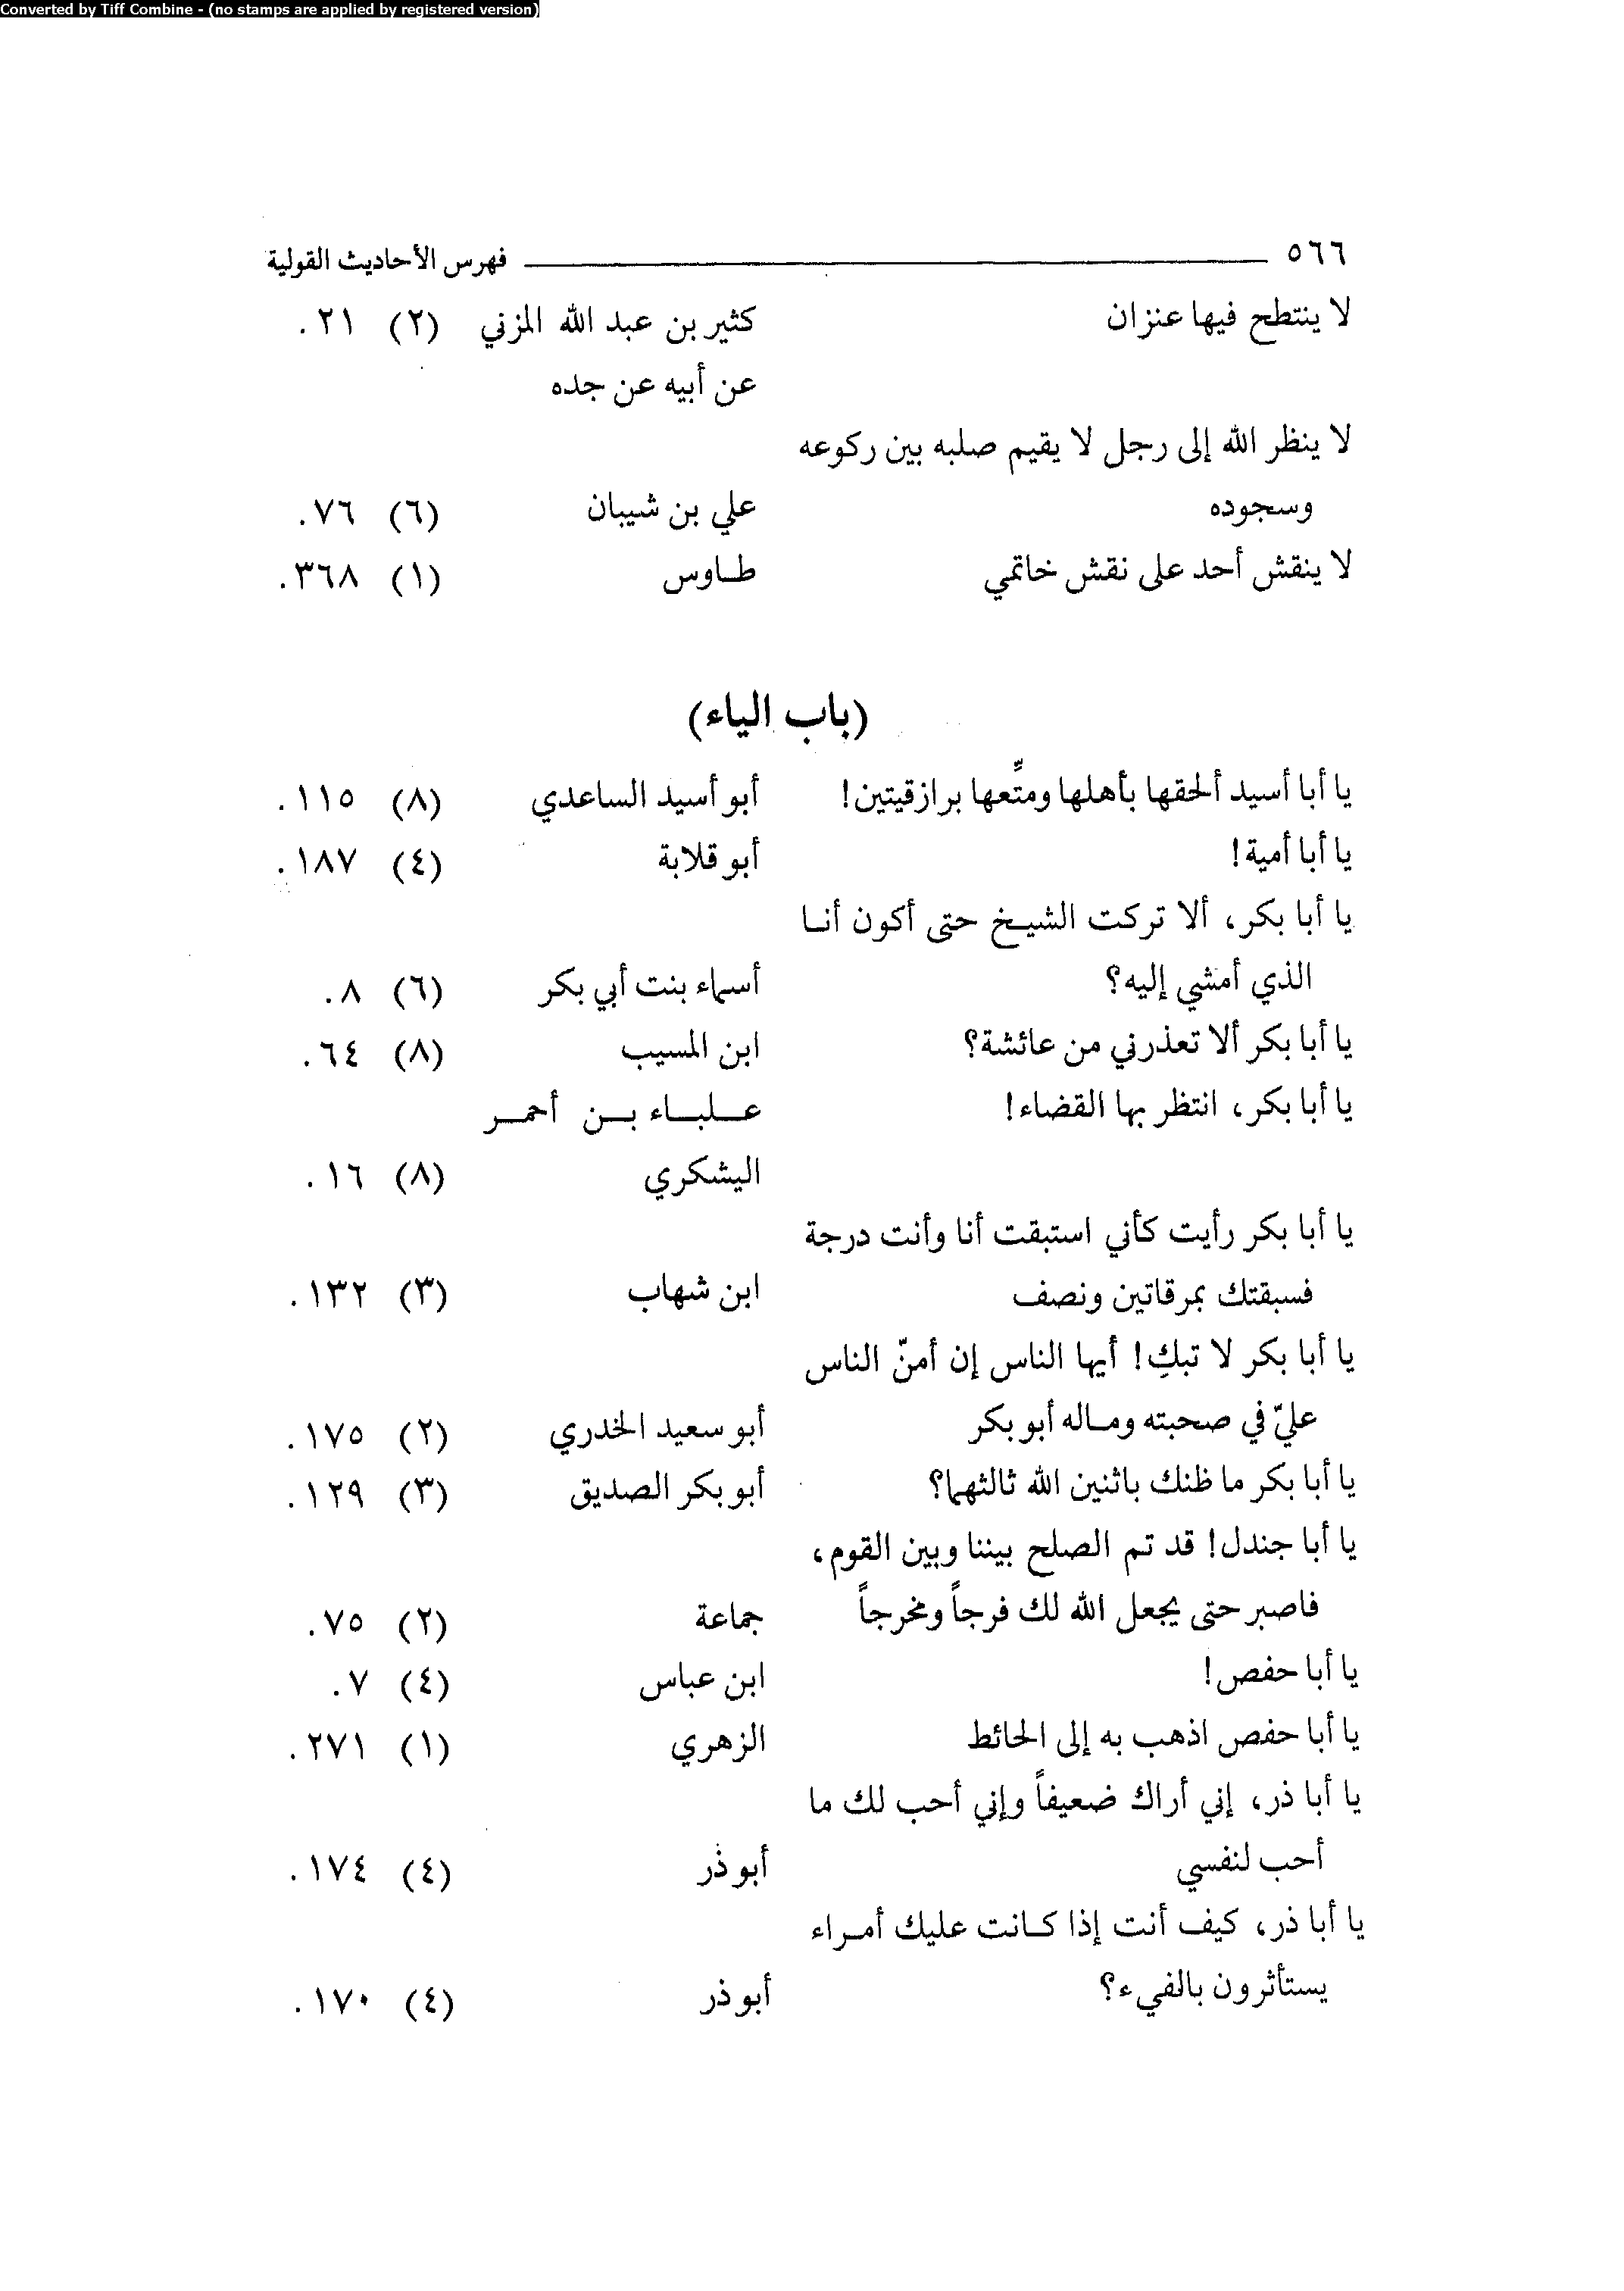 Converted by Tiff Combine - (no stamps are applied by registered version)
٥٦٦ فهرس الأحاديث القولية
لا ينتطح فيها عنزان كثير بن عبد الله المزني (٢) ٢١.
عن أبيه عن جده
لا ينظر الله إلى رجل لا يقيم صلبه بين ركوعه
وسجوده علي بن شيبان (٦) ٧٦.
لا ينقش أحد على نقش خاتمي طاوس (١) ٣٦٨.
(باب الياء)
يا أبا أسيد ألحقها بأهلها ومتّعها برازقيتين! أبو أسيد الساعدي (٨) ١١٥.
يا أبا أمية! أبو قلابة (٤) ١٨٧.
يا أبا بكر، ألا تركت الشيخ حتى أكون أنا
الذي أمشي إليه؟ أسماء بنت أبي بكر (٦) ٨.
يا أبا بكر ألا تعذرني من عائشة؟ ابن المسيب (٨) ٦٤.
يا أبا بكر، انتظر بها القضاء! علباء بن أحمر
اليشكري (٨) ١٦.
يا أبا بكر رأيت كأني استبقت أنا وأنت درجة
فسبقتك بمرقاتين ونصف ابن شهاب (٣) ١٣٢.
يا أبا بكر لا تبكِ! أيها الناس إن أمنّ الناس
عليّ في صحبته وماله أبو بكر أبو سعيد الخدري (٢) ١٧٥.
يا أبا بكر ما ظنك باثنين الله ثالثهما؟ أبو بكر الصديق (٣) ١٢٩.
يا أبا جندل! قد تم الصلح بيننا وبين القوم،
فاصبر حتى يجعل الله لك فرجاً ومخرجاً جماعة (٢) ٧٥.
يا أبا حفص! ابن عباس (٤) ٧.
يا أبا حفص اذهب به إلى الحائط الزهري (١) ٢٧١.
يا أبا ذر، إني أراك ضعيفاً وإني أحب لك ما
أحب لنفسي أبو ذر (٤) ١٧٤.
يا أبا ذر، كيف أنت إذا كانت عليك أمراء
يستأثرون بالفيء؟ أبو ذر (٤) ١٧٠.